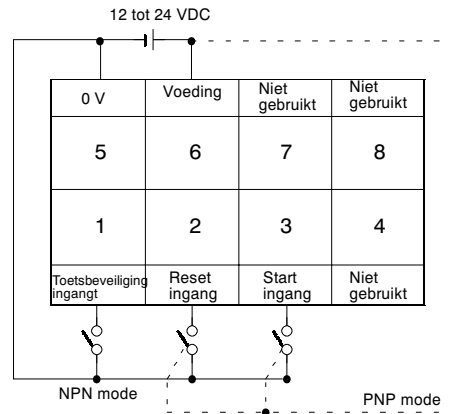 12 tot 24 VDC
0 V
Voeding
Niet
gebruikt
Niet
gebruikt
5
6
7
8
1
2
3
4
Toetsbeveiliging
ingangt
Reset
ingang
Start
ingang
Niet
gebruikt
NPN mode
PNP mode